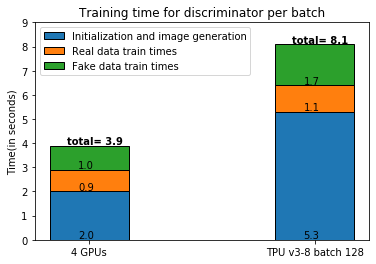 Training time for discriminator per batch
Initialization and image generation
Real data train times
Fake data train times
Time(in seconds)
9
8
7
6
5
4
3
2
1
0
total= 3.9
1.0
0.9
2.0
total= 8.1
1.7
1.1
5.3
4 GPUs
TPU v3-8 batch 128